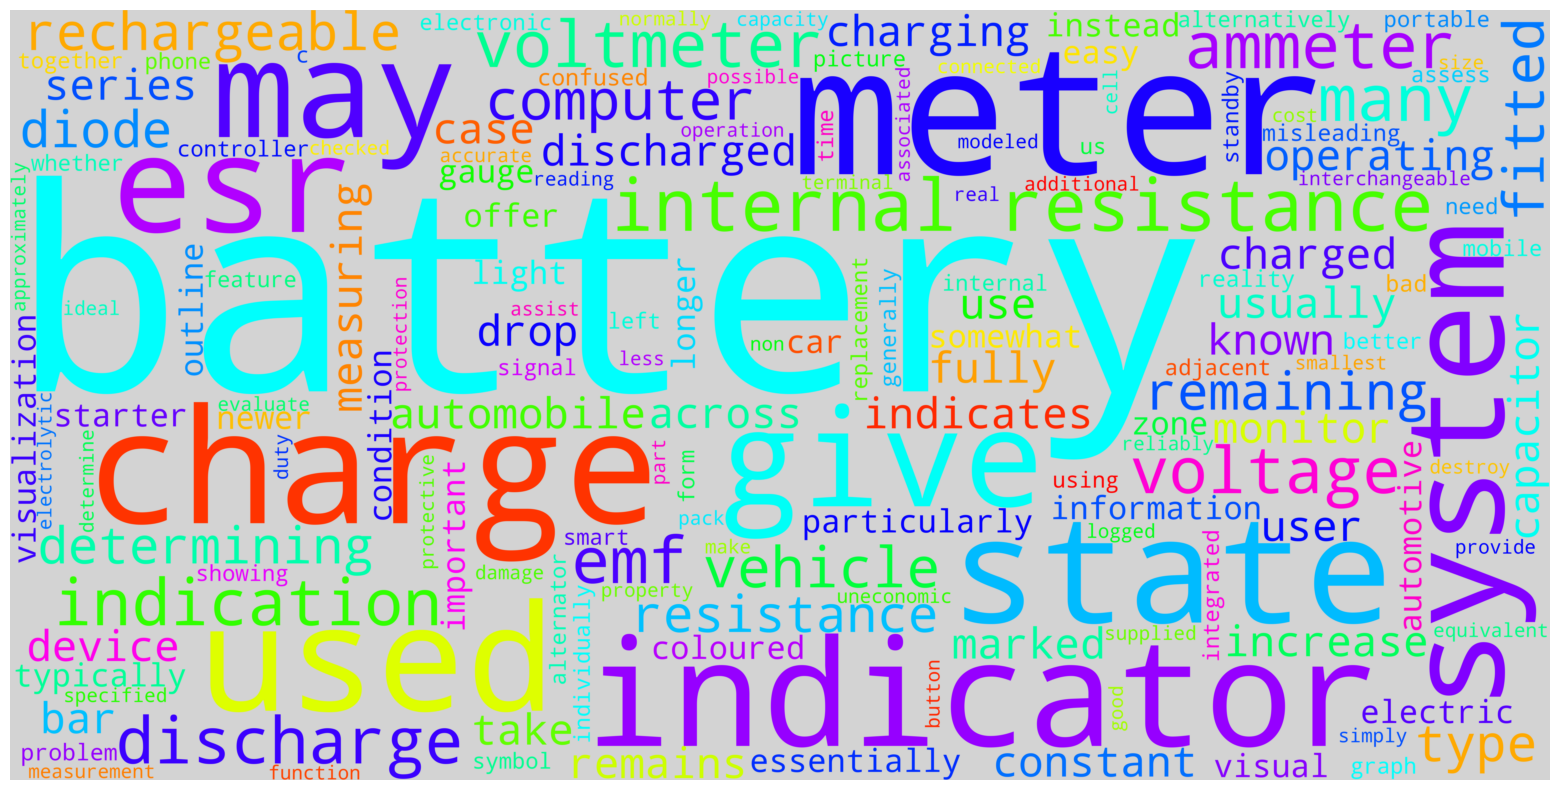 rechargeable
electronic
normally
capacity
charging
instead
alternatively
portable
together
phone
c
may
voltmeter
confused
possible
picture
connected
easy
ammeter
size
assess
fitted
series
computer
meter
cell
many
diode
controller
checked
case
accurate
operation
discharged
time
associated
modeled
us
standby
cost
misleading
operating
whether
esr
gauge
reading
terminal
real
additional
interchangeable
approximately
battery
measuring
offer
internal resistance
need
outline
feature
light
charged
mobile
ideal
protection
assist
drop
left
longer
signal
less
non
car
replacement
generally
internal
use
somewhat
fully
reality
usually
bad
known
better
adjacent
smallest
system
visualization
electrolytic
starter
evaluate
newer
condition
automobile
across
indicates
remaining
zone
monitor
reliably
capacitor
determine
duty
charge
protective
important
part
form
pack
give
using
voltage
automotive
destroy
determining
smart
emf
make
particularly
information
logged
user
provide
showing
damage
alternator
property
vehicle
uneconomic
state
integrated
indication
used
individually
resistance
coloured
indicator
marked
supplied
increase
equivalent
device
typically
specified
bar
discharge
take
button
good
electric
simply
type
problem
symbol
remains
essentially
constant
visual
graph
measurement
function